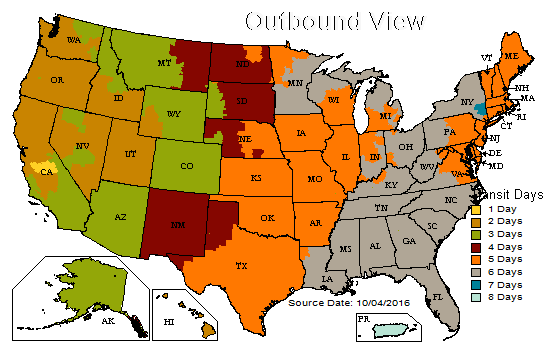 Outbound View
WA
MT
ND
MN
OR
ID
SD
WI
MI
NY
VT
ME
NH
MA
RI
CT
WY
NE
IA
PA
NJ
DE
MD
NV
UT
CO
KS
MO
IL
IN
OH
WV
VA
KY
CA
AZ
NM
OK
AR
TN
NC
SC
TX
LA
MS
AL
GA
FL
AK
HI
PR
nsit Days
1 Day
2 Days
3 Days
4 Days
5 Days
6 Days
7 Days
8 Days
Source Date: 10/04/2016